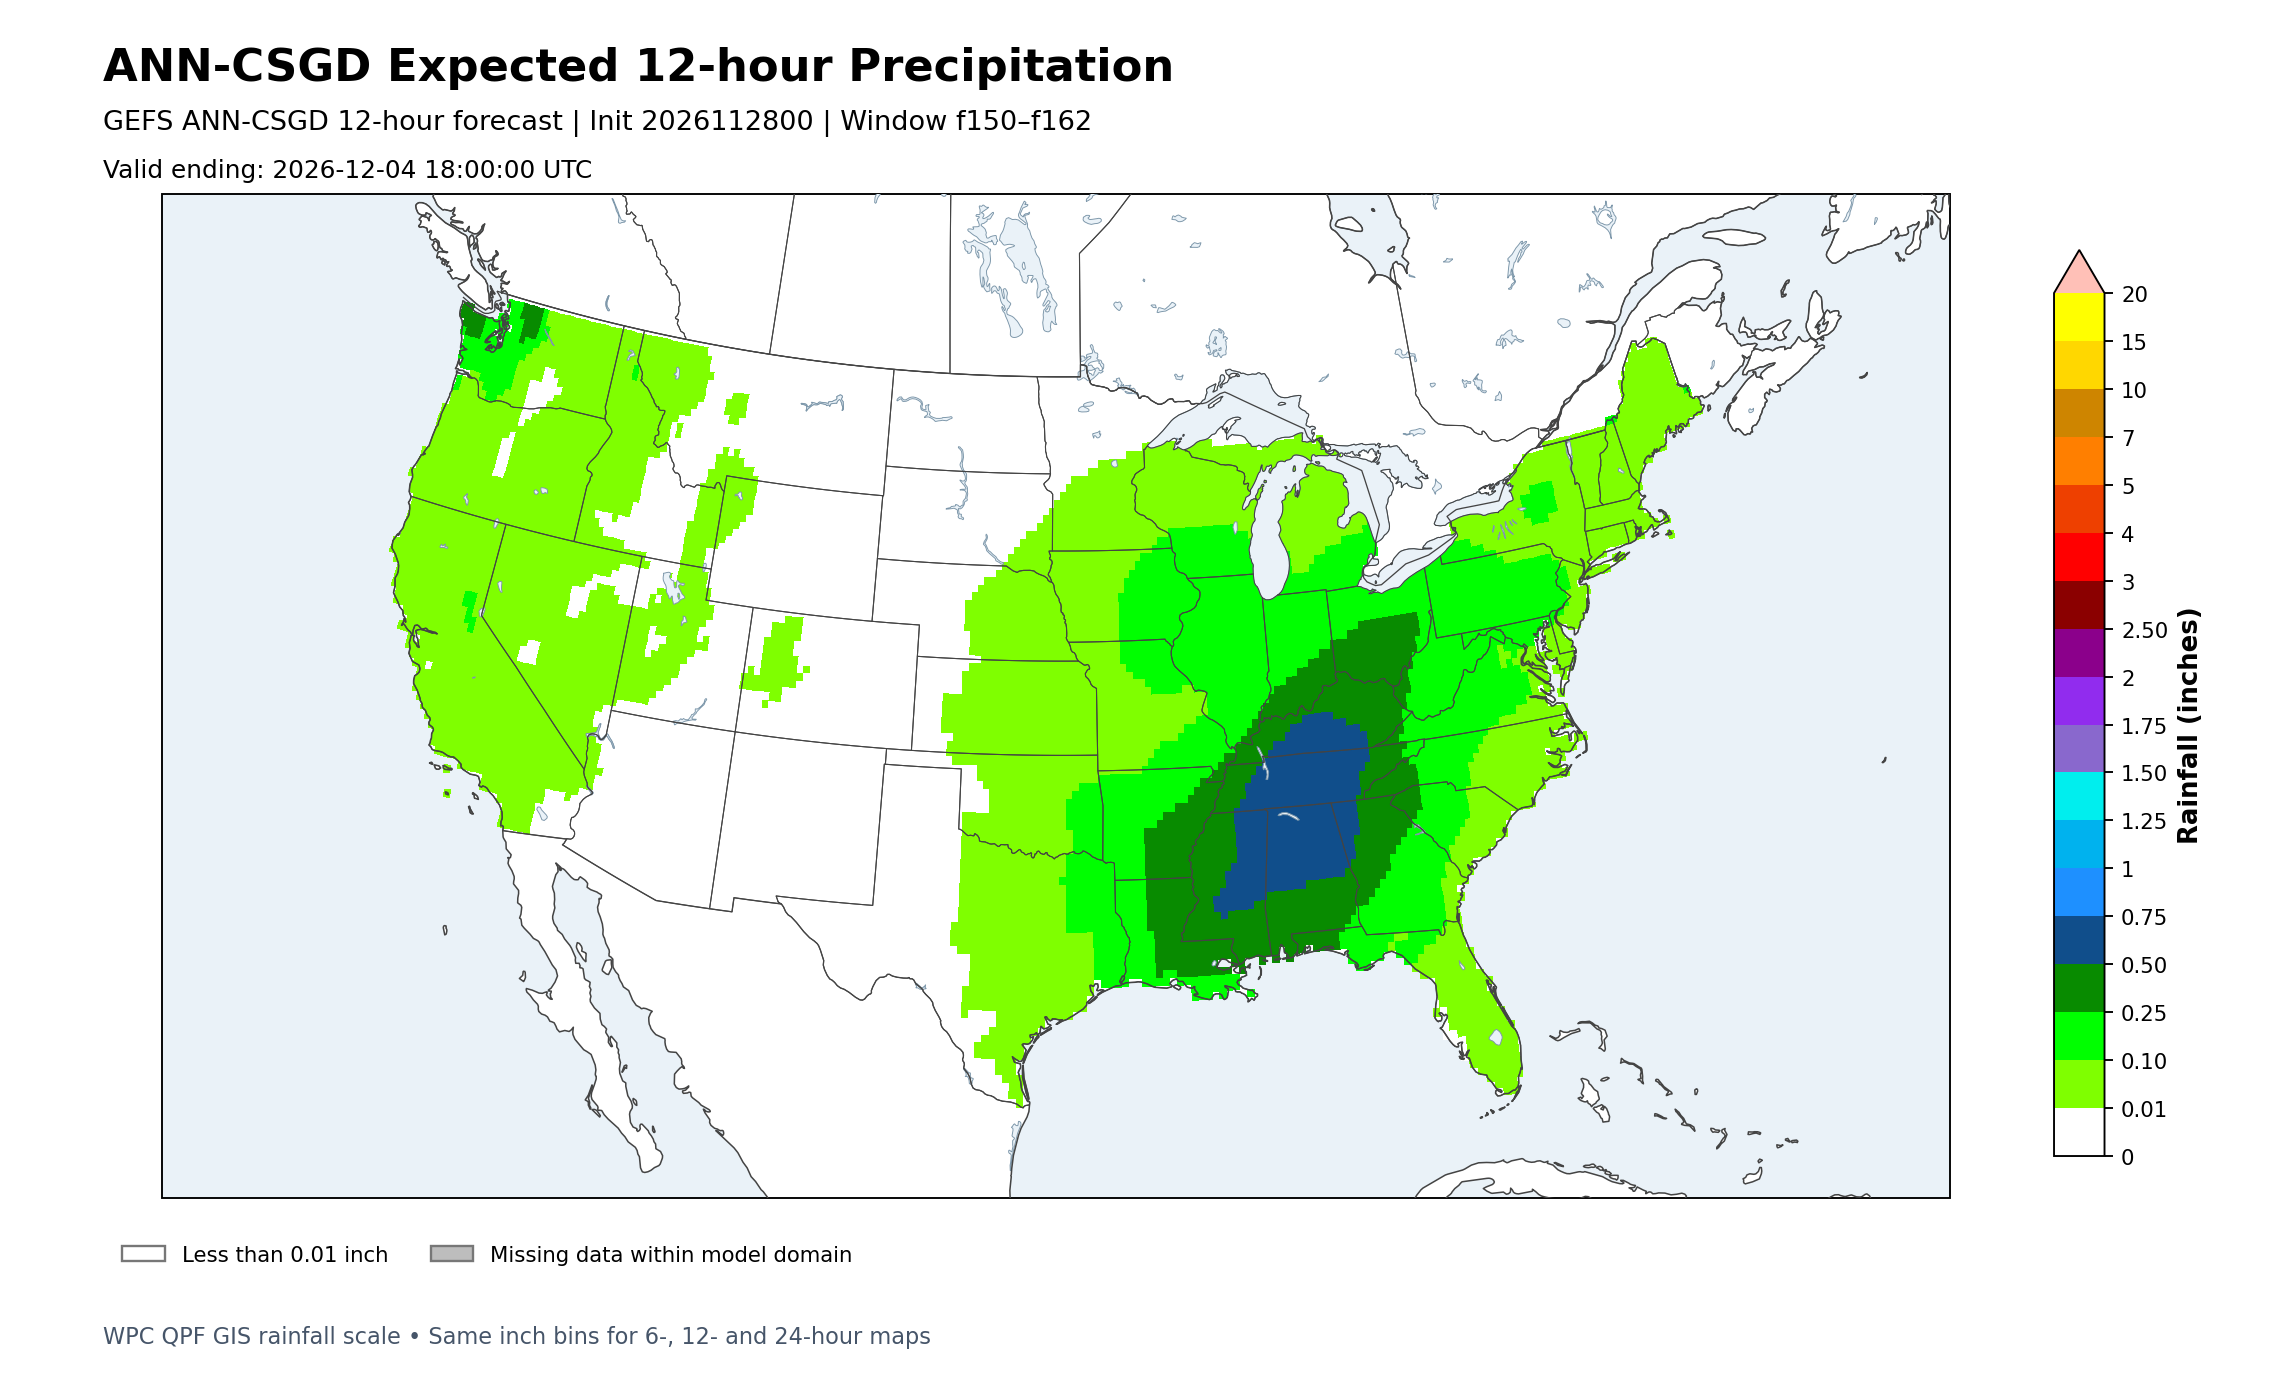 ANN-CSGD Expected 12-hour Precipitation
GEFS ANN-CSGD 12-hour forecast | Init 2026112800 | Window f150–f162
Valid ending: 2026-12-04 18:00:00 UTC
20
15
10
7
5
4
3
2.50
2
1.75
1.50
1.25
1
0.75
0.50
0.25
0.10
0.01
0
Rainfall (inches)
Less than 0.01 inch
Missing data within model domain
WPC QPF GIS rainfall scale • Same inch bins for 6-, 12- and 24-hour maps